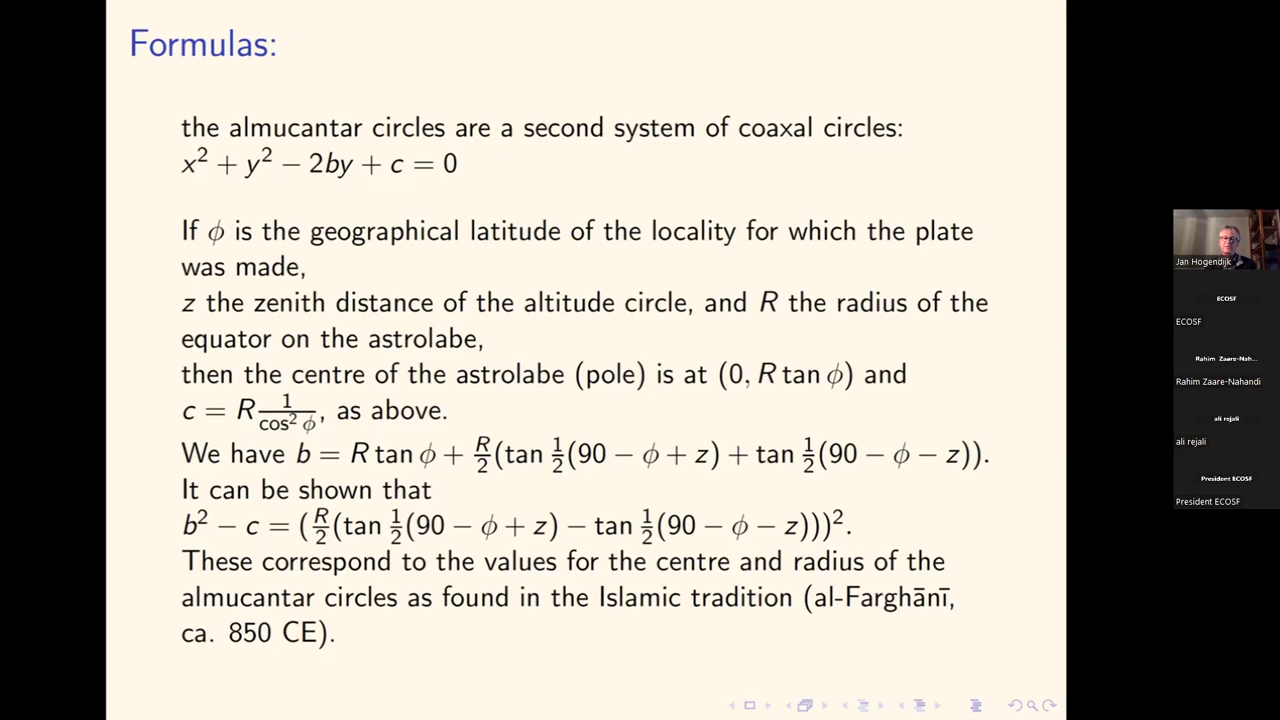 Formulas:
the almucantar circles are a second system of coaxal circles:
x² + y² − 2by + c = 0
If ϕ is the geographical latitude of the locality for which the plate
was made,
z the zenith distance of the altitude circle, and R the radius of the
equator on the astrolabe,
then the centre of the astrolabe (pole) is at (0, R tan ϕ) and
c = R 1/cos² ϕ, as above.
We have b = R tan ϕ + R/2(tan 1/2(90 − ϕ + z) + tan 1/2(90 − ϕ − z)).
It can be shown that
b² − c = (R/2(tan 1/2(90 − ϕ + z) − tan 1/2(90 − ϕ − z)))².
These correspond to the values for the centre and radius of the
almucantar circles as found in the Islamic tradition (al-Farghānī,
ca. 850 CE).
Jan Hogendijk
ECOSF
ECOSF
Rahim Zaare-Nah...
Rahim Zaare-Nahandi
ali rejali
ali rejali
President ECOSF
President ECOSF